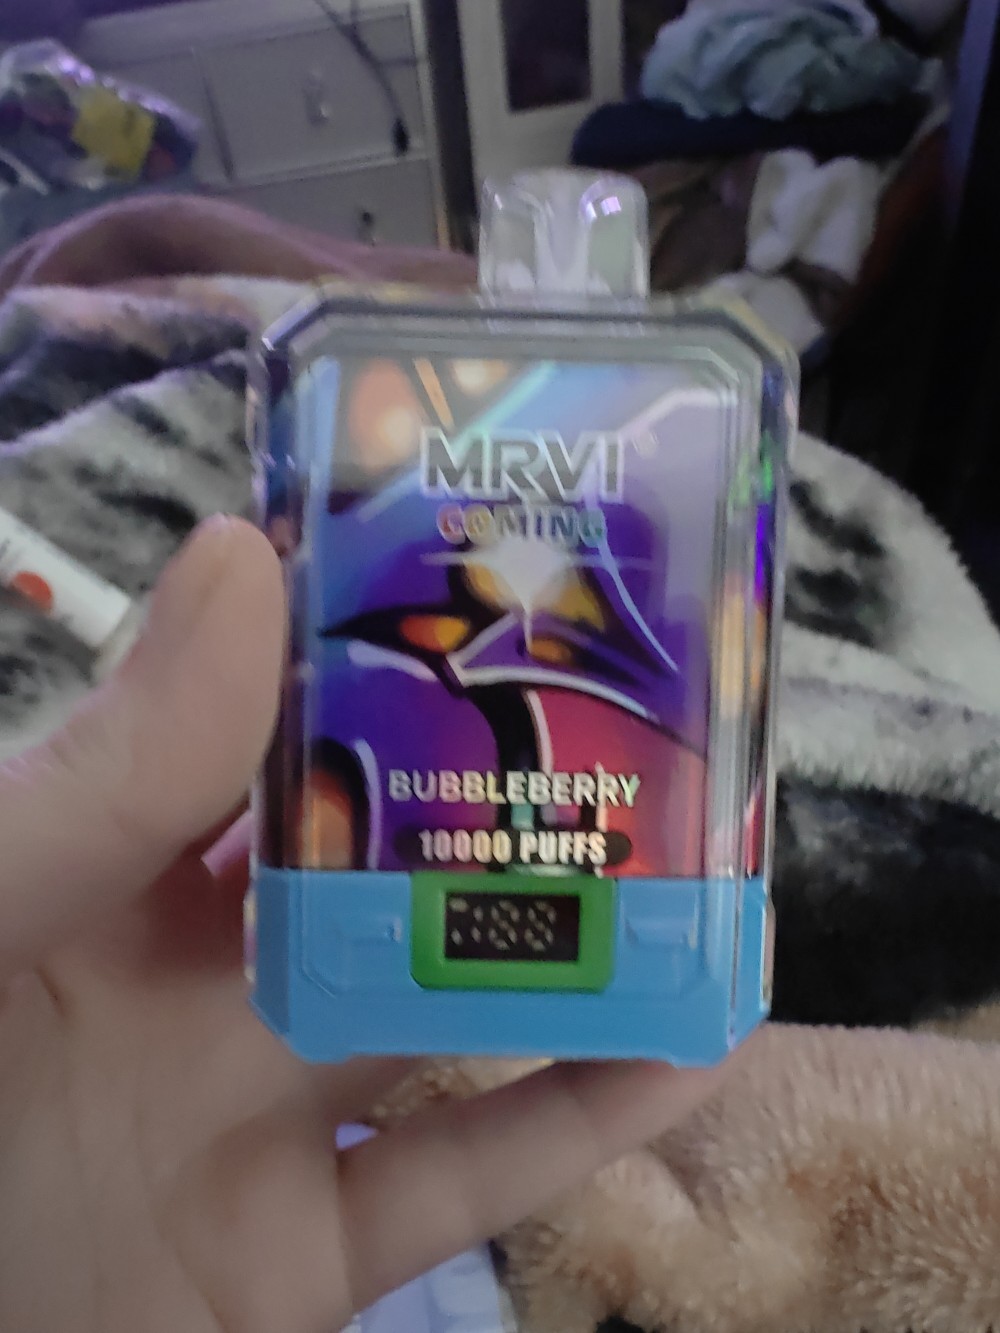 MRVI
COMING
BUBBLEBERRY
10000 PUFFS